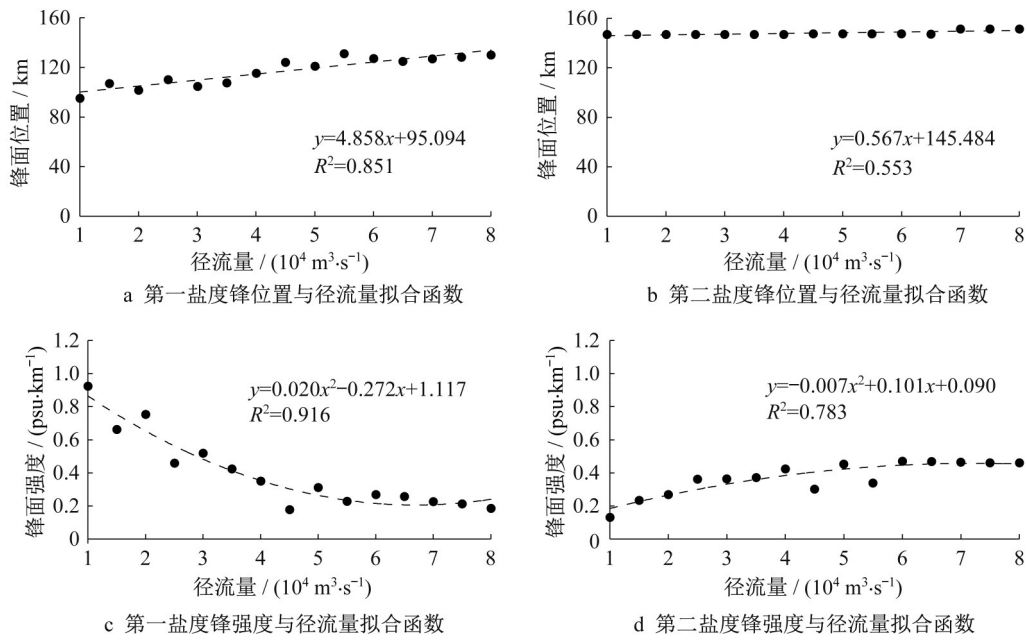 160
120
80
40
0
锋面位置 / km
y=4.858x+95.094
R²=0.851
1 2 3 4 5 6 7 8
径流量 / (10⁴ m³·s⁻¹)
a 第一盐度锋位置与径流量拟合函数
160
120
80
40
0
锋面位置 / km
y=0.567x+145.484
R²=0.553
1 2 3 4 5 6 7 8
径流量 / (10⁴ m³·s⁻¹)
b 第二盐度锋位置与径流量拟合函数
1.2
1.0
0.8
0.6
0.4
0.2
0
锋面强度 / (psu·km⁻¹)
y=0.020x²−0.272x+1.117
R²=0.916
1 2 3 4 5 6 7 8
径流量 / (10⁴ m³·s⁻¹)
c 第一盐度锋强度与径流量拟合函数
1.2
1.0
0.8
0.6
0.4
0.2
0
锋面强度 / (psu·km⁻¹)
y=−0.007x²+0.101x+0.090
R²=0.783
1 2 3 4 5 6 7 8
径流量 / (10⁴ m³·s⁻¹)
d 第二盐度锋强度与径流量拟合函数